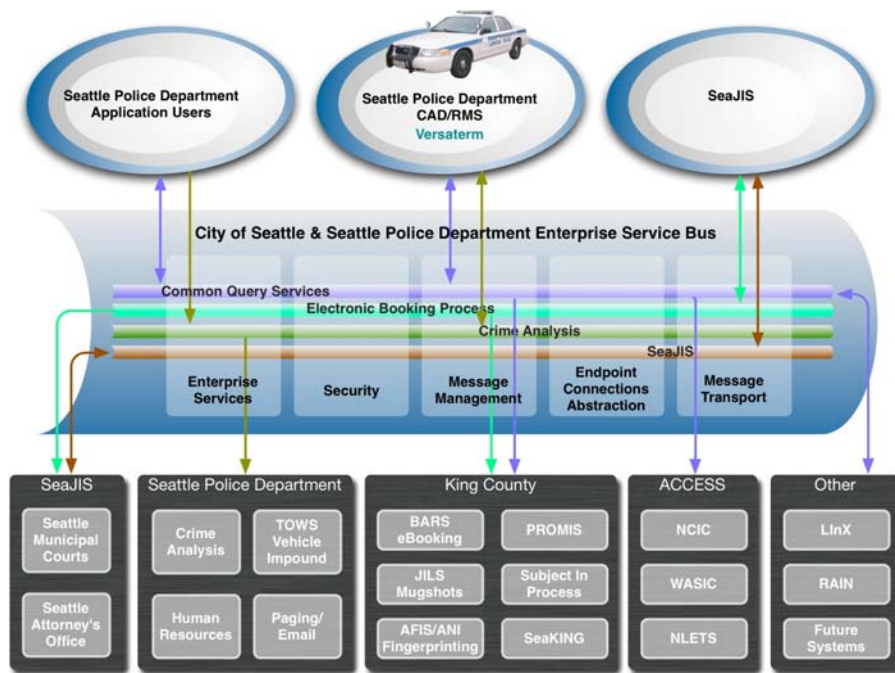 Seattle Police Department
Application Users
Seattle Police Department
CAD/RMS
Versaterm
SeaJIS
City of Seattle & Seattle Police Department Enterprise Service Bus
Common Query Services
Electronic Booking Process
Crime Analysis
SeaJIS
Enterprise
Services
Security
Message
Management
Endpoint
Connections
Abstraction
Message
Transport
SeaJIS
Seattle
Municipal
Courts
Seattle
Attorney's
Office
Seattle Police Department
Crime
Analysis
TOWS
Vehicle
Impound
Human
Resources
Paging/
Email
King County
BARS
eBooking
PROMIS
JILS
Mugshots
Subject In
Process
AFIS/ANI
Fingerprinting
SeaKING
ACCESS
NCIC
WASIC
NLETS
Other
LInX
RAIN
Future
Systems